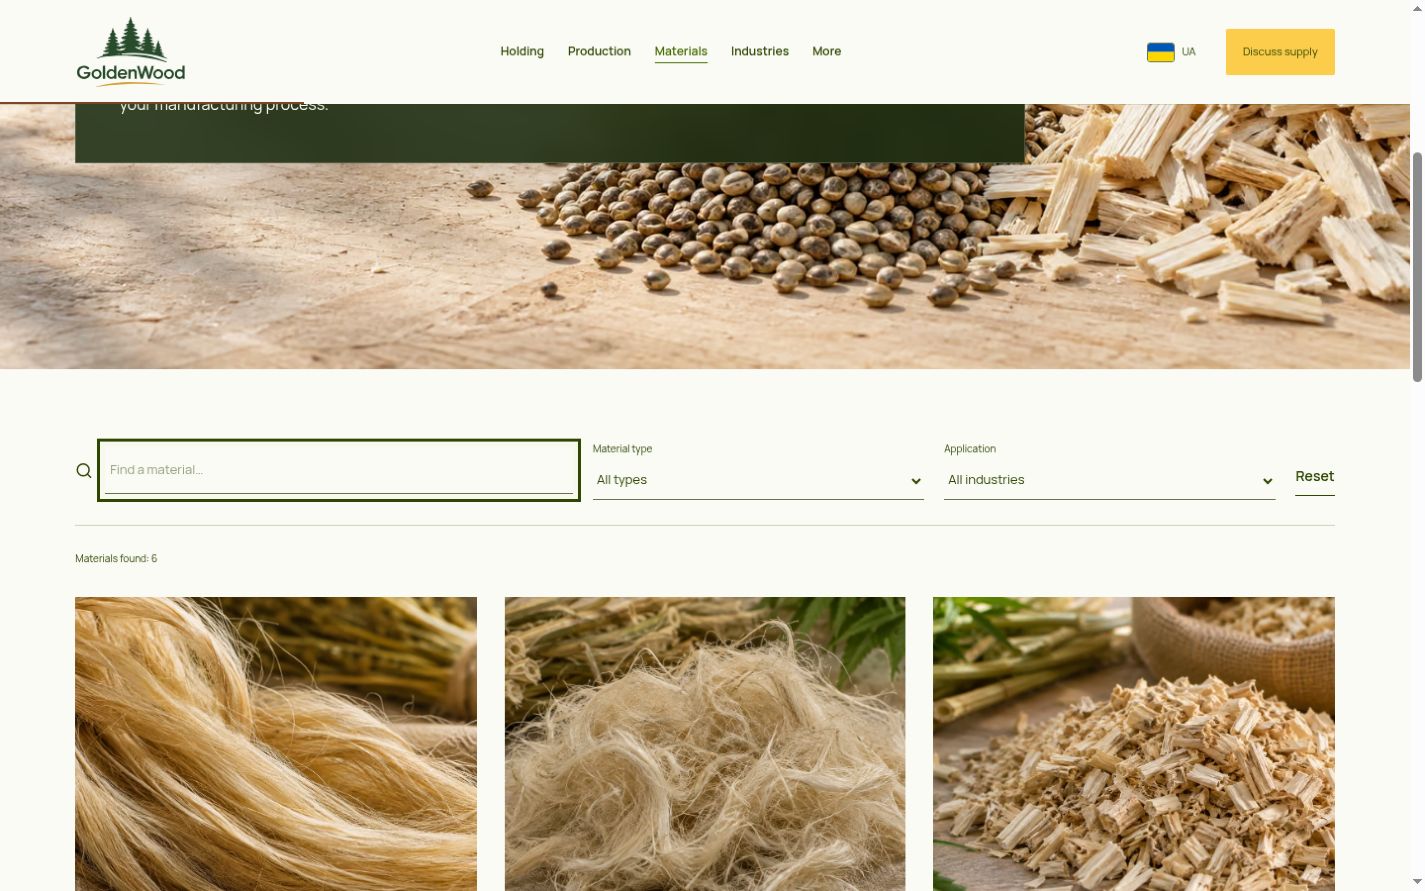 GoldenWood
Holding
Production
Materials
Industries
More
UA
Discuss supply
your manufacturing process.
Find a material...
Material type
All types
Application
All industries
Reset
Materials found: 6